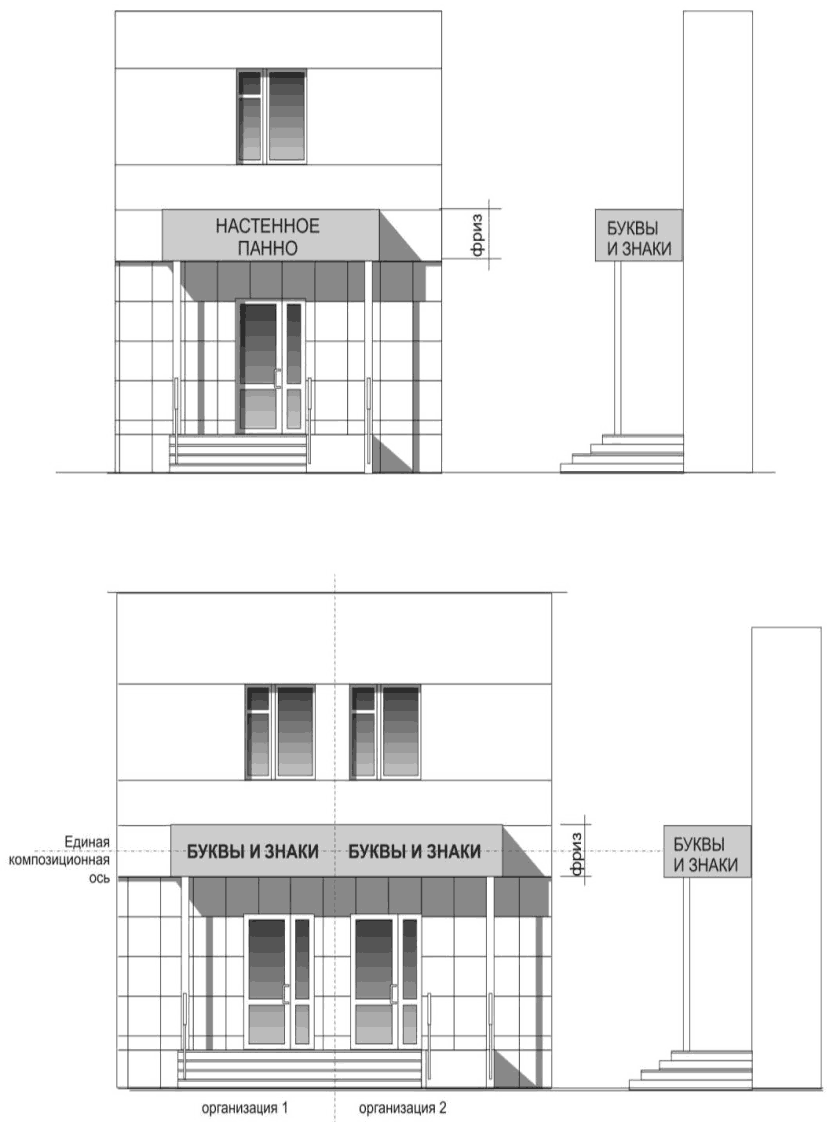 НАСТЕННОЕ
ПАННО
фриз
БУКВЫ
И ЗНАКИ
Единая
композиционная
ось
БУКВЫ И ЗНАКИ
БУКВЫ И ЗНАКИ
фриз
БУКВЫ
И ЗНАКИ
организация 1
организация 2